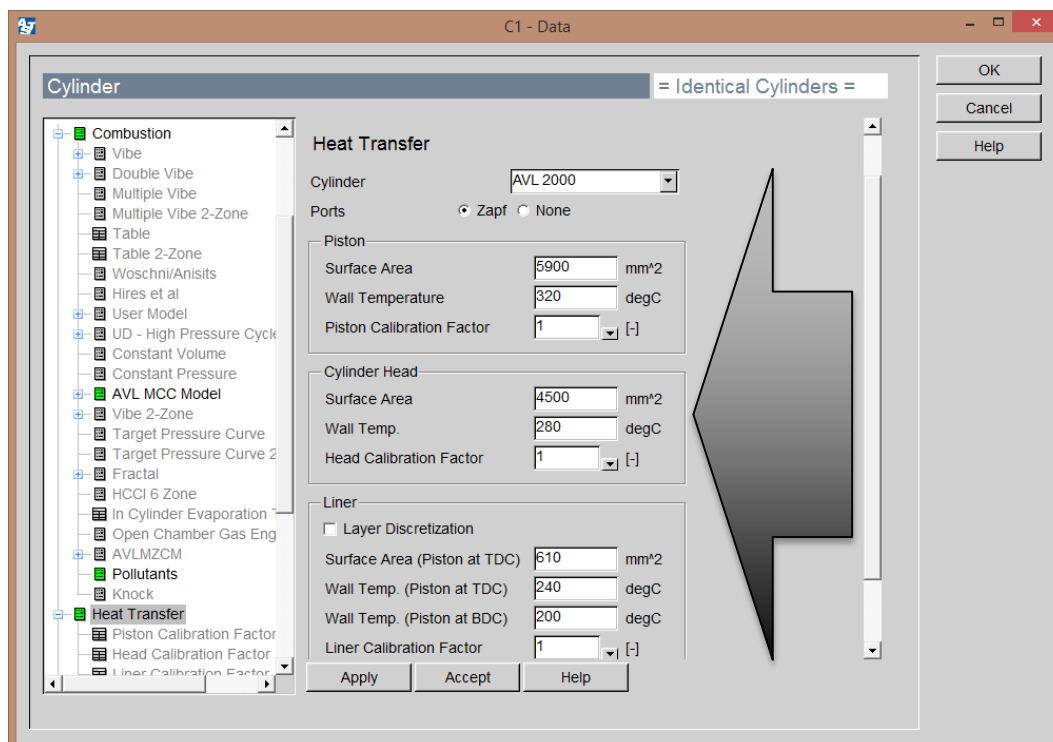 C1 - Data
OK
Cancel
Help
Cylinder
= Identical Cylinders =
Combustion
Vibe
Double Vibe
Multiple Vibe
Multiple Vibe 2-Zone
Table
Table 2-Zone
Woschni/Anisits
Hires et al
User Model
UD - High Pressure Cycle
Constant Volume
Constant Pressure
AVL MCC Model
Vibe 2-Zone
Target Pressure Curve
Target Pressure Curve 2
Fractal
HCCI 6 Zone
In Cylinder Evaporation
Open Chamber Gas Eng
AVLMZCM
Pollutants
Knock
Heat Transfer
Piston Calibration Factor
Head Calibration Factor
Liner Calibration Factor
Heat Transfer
Cylinder AVL 2000
Ports Zapf None
Piston
Surface Area 5900 mm^2
Wall Temperature 320 degC
Piston Calibration Factor 1 [-]
Cylinder Head
Surface Area 4500 mm^2
Wall Temp. 280 degC
Head Calibration Factor 1 [-]
Liner
Layer Discretization
Surface Area (Piston at TDC) 610 mm^2
Wall Temp. (Piston at TDC) 240 degC
Wall Temp. (Piston at BDC) 200 degC
Liner Calibration Factor 1 [-]
Apply Accept Help